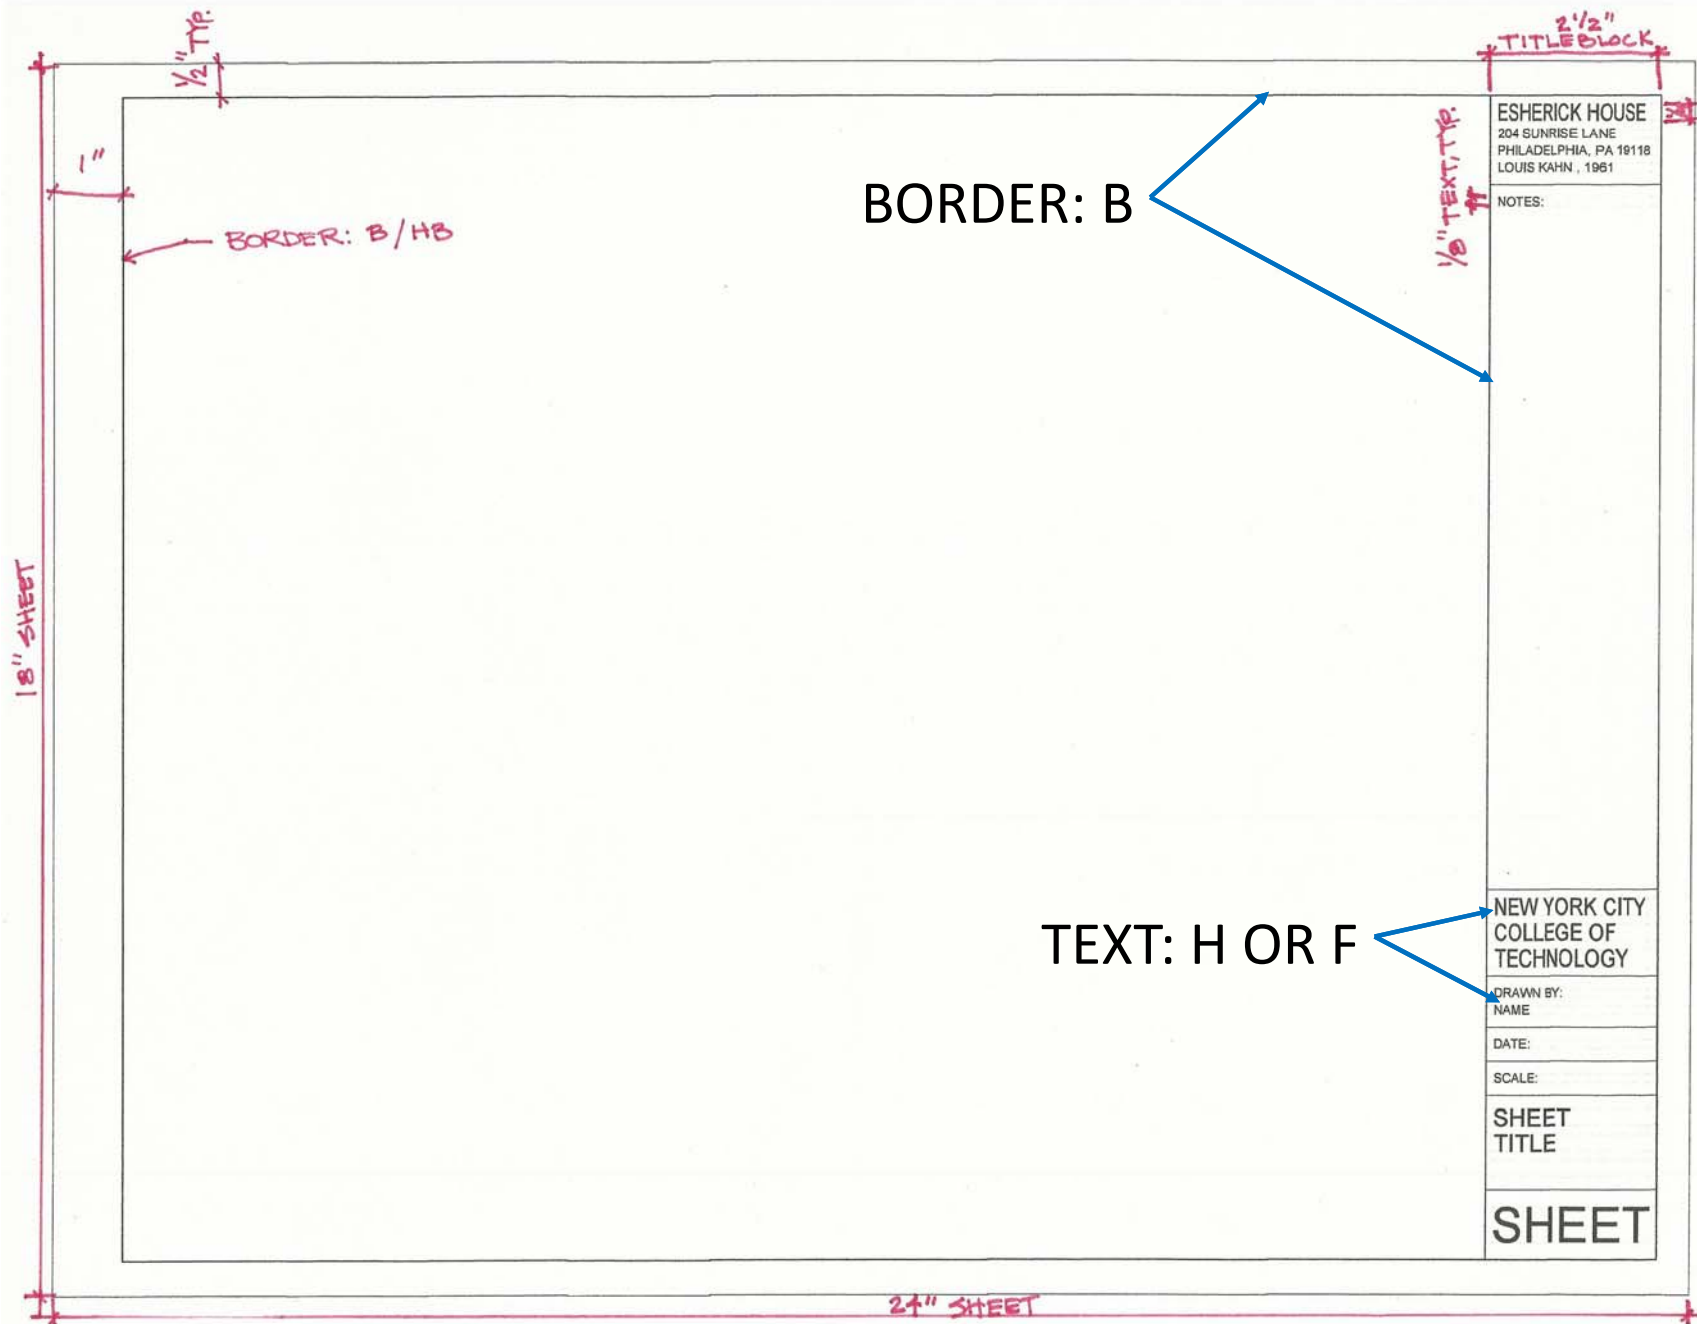 1/2" TYP.
2 1/2"
TITLEBLOCK
1"
BORDER: B/HB
BORDER: B
1/8" TEXT, TYP.
ESHERICK HOUSE
204 SUNRISE LANE
PHILADELPHIA, PA 19118
LOUIS KAHN , 1961
NOTES:
18" SHEET
TEXT: H OR F
NEW YORK CITY
COLLEGE OF
TECHNOLOGY
DRAWN BY:
NAME
DATE:
SCALE:
SHEET
TITLE
SHEET
24" SHEET